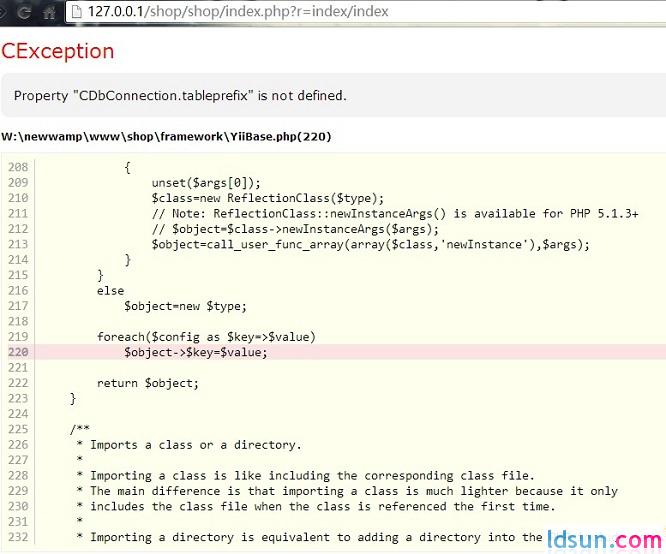 127.0.0.1/shop/shop/index.php?r=index/index
CException
Property "CDbConnection.tableprefix" is not defined.
W:\newwamp\www\shop\framework\YiiBase.php(220)
208 {
209 unset($args[0]);
210 $class=new ReflectionClass($type);
211 // Note: ReflectionClass::newInstanceArgs() is available for PHP 5.1.3+
212 // $object=$class->newInstanceArgs($args);
213 $object=call_user_func_array(array($class,'newInstance'),$args);
214 }
215 }
216 else
217 $object=new $type;
218
219 foreach($config as $key=>$value)
220 $object->$key=$value;
221
222 return $object;
223 }
224
225 /**
226 * Imports a class or a directory.
227 *
228 * Importing a class is like including the corresponding class file.
229 * The main difference is that importing a class is much lighter because it only
230 * includes the class file when the class is referenced the first time.
231 *
232 * Importing a directory is equivalent to adding a directory into the
ldsun.com